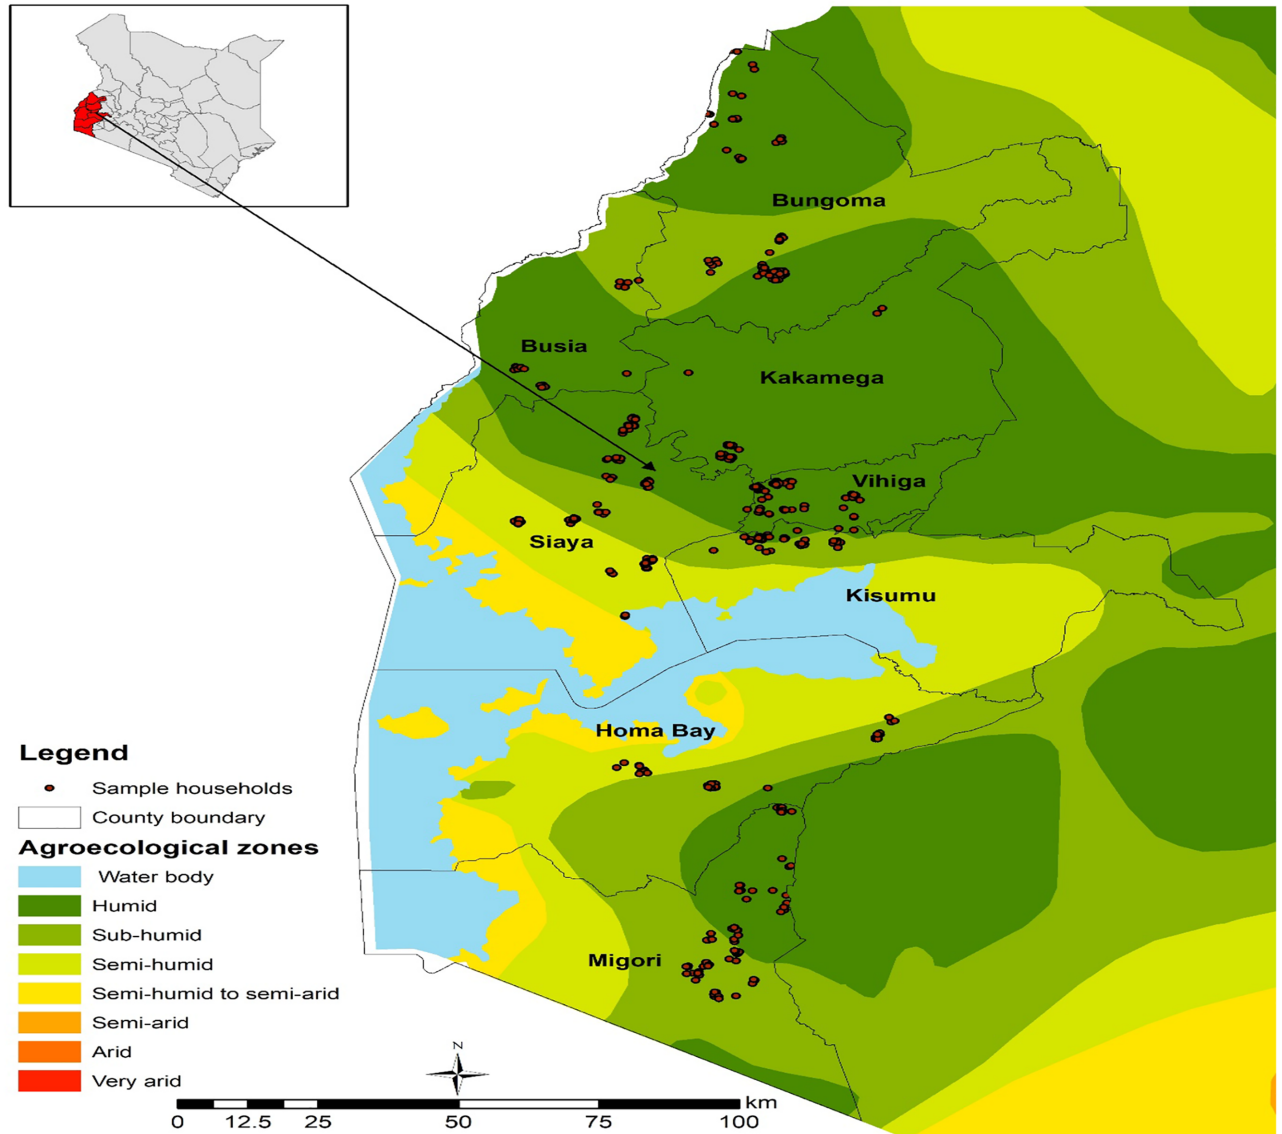 Bungoma
Busia
Kakamega
Vihiga
Siaya
Kisumu
Homa Bay
Migori
Legend
Sample households
County boundary
Agroecological zones
Water body
Humid
Sub-humid
Semi-humid
Semi-humid to semi-arid
Semi-arid
Arid
Very arid
N
km
0 12.5 25 50 75 100